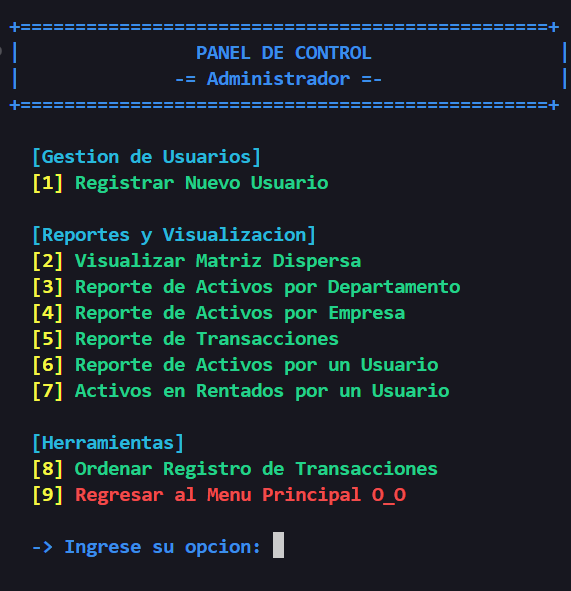 +================================================+
| PANEL DE CONTROL |
| -= Administrador =- |
+================================================+
[Gestion de Usuarios]
[1] Registrar Nuevo Usuario
[Reportes y Visualizacion]
[2] Visualizar Matriz Dispersa
[3] Reporte de Activos por Departamento
[4] Reporte de Activos por Empresa
[5] Reporte de Transacciones
[6] Reporte de Activos por un Usuario
[7] Activos en Rentados por un Usuario
[Herramientas]
[8] Ordenar Registro de Transacciones
[9] Regresar al Menu Principal O_O
-> Ingrese su opcion: